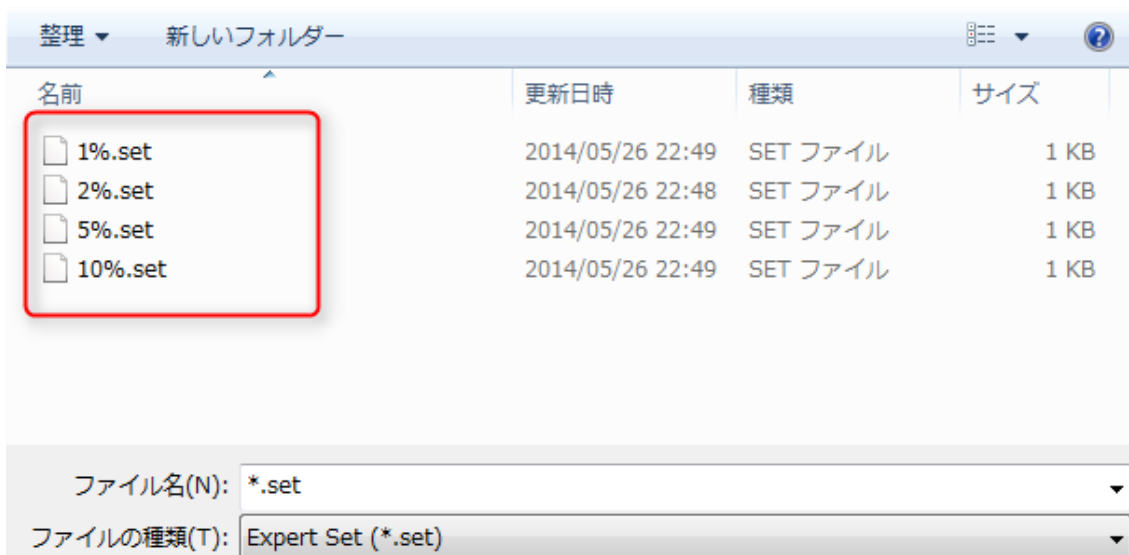 整理 ▼ 新しいフォルダー
名前 更新日時 種類 サイズ
1%.set 2014/05/26 22:49 SET ファイル 1 KB
2%.set 2014/05/26 22:48 SET ファイル 1 KB
5%.set 2014/05/26 22:49 SET ファイル 1 KB
10%.set 2014/05/26 22:49 SET ファイル 1 KB
ファイル名(N): *.set
ファイルの種類(T): Expert Set (*.set)